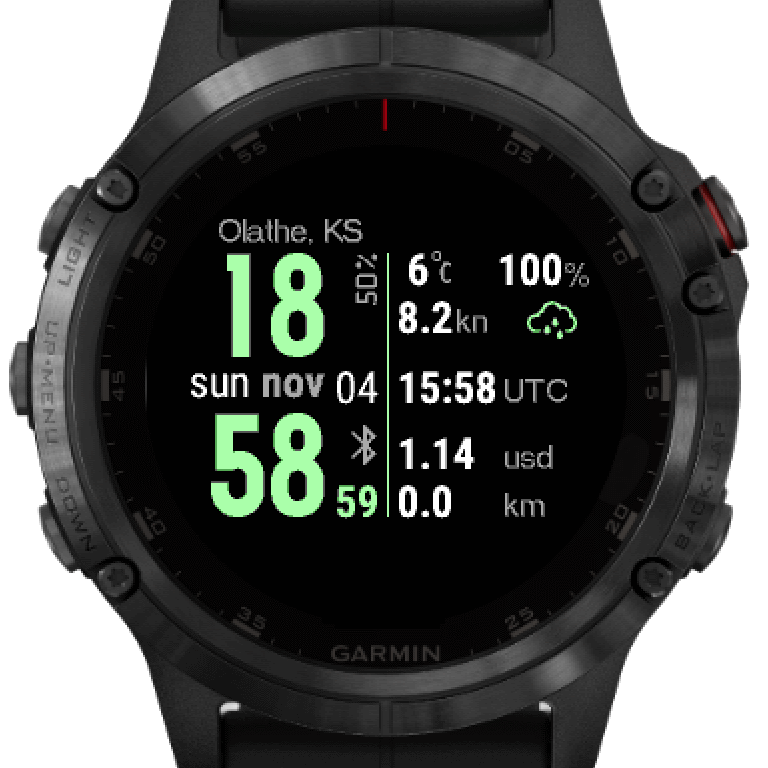 55
05
LIGHT
50
10
Olathe, KS
18
50%
6°c 100%
8.2kn
UP·MENU
45
15
sun nov 04
15:58 UTC
58
59
1.14 usd
0.0 km
DOWN
BACK·LAP
40
20
35
25
GARMIN